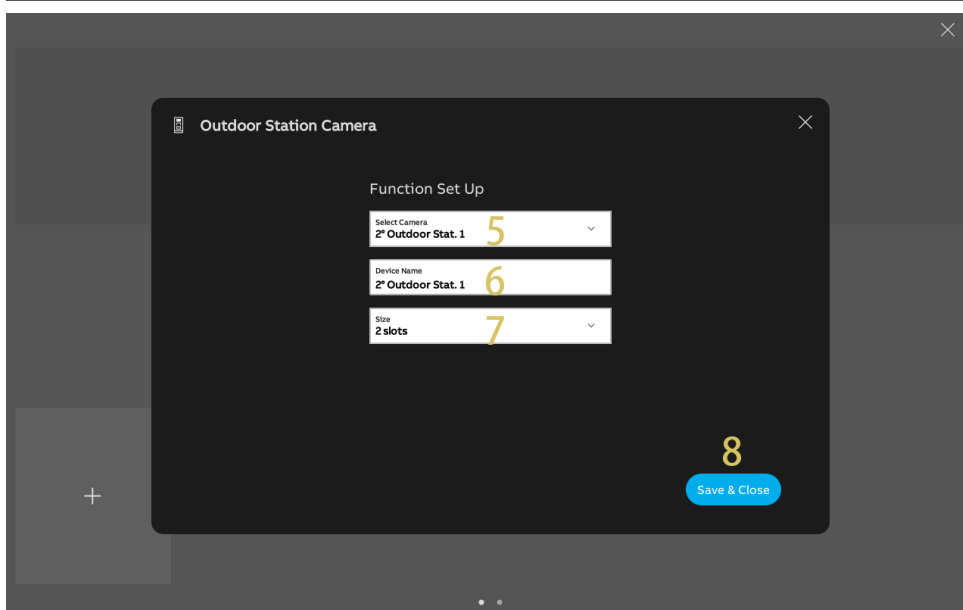 Outdoor Station Camera
Function Set Up
Select Camera
2° Outdoor Stat. 1
5
Device Name
2° Outdoor Stat. 1
6
Size
2 slots
7
8
Save & Close